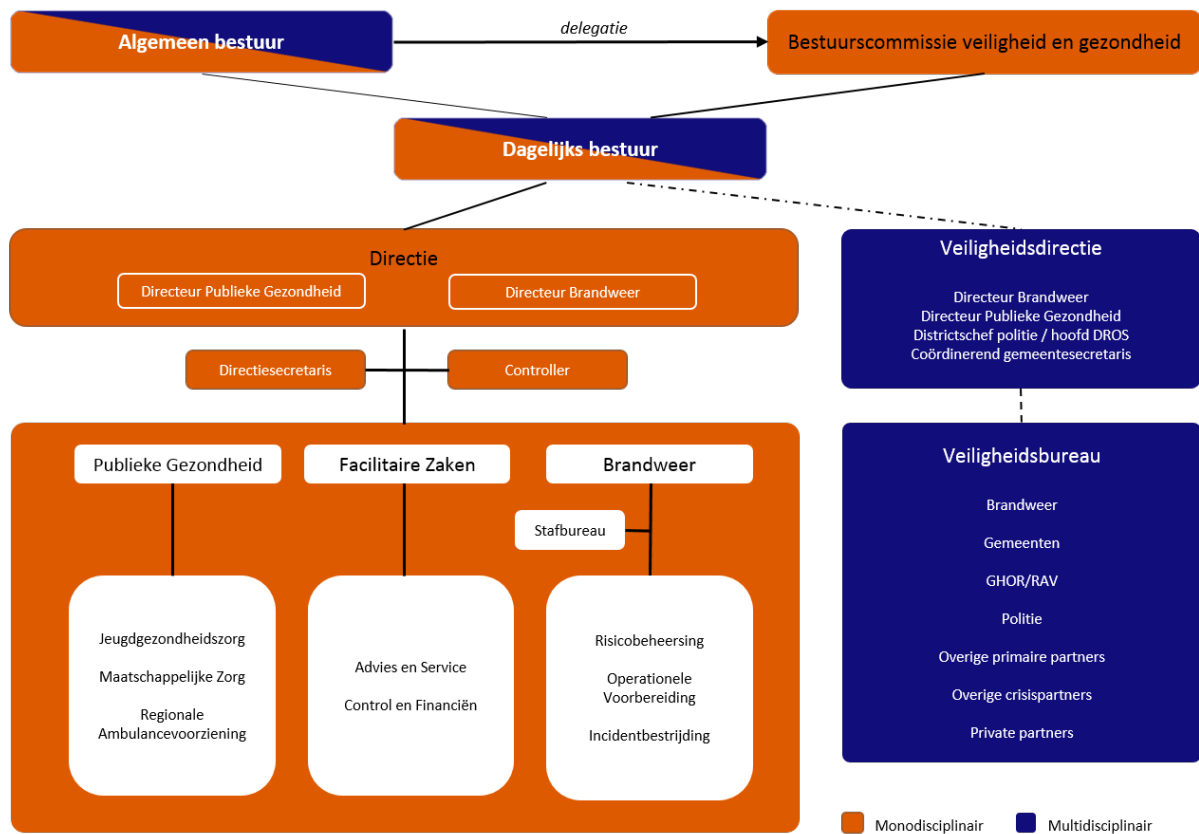 Algemeen bestuur
delegatie
Bestuurscommissie veiligheid en gezondheid
Dagelijks bestuur
Directie
Directeur Publieke Gezondheid
Directeur Brandweer
Veiligheidsdirectie
Directeur Brandweer
Directeur Publieke Gezondheid
Districtschef politie / hoofd DROS
Coördinerend gemeentesecretaris
Directiesecretaris
Controller
Publieke Gezondheid
Facilitaire Zaken
Brandweer
Stafbureau
Jeugdgezondheidszorg
Maatschappelijke Zorg
Regionale
Ambulancevoorziening
Advies en Service
Control en Financiën
Risicobeheersing
Operationele
Voorbereiding
Incidentbestrijding
Veiligheidsbureau
Brandweer
Gemeenten
GHOR/RAV
Politie
Overige primaire partners
Overige crisispartners
Private partners
Monodisciplinair
Multidisciplinair